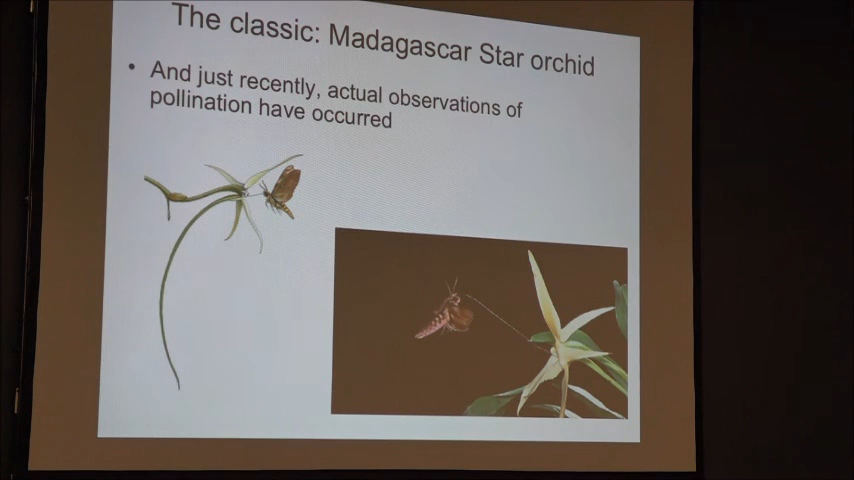 The classic: Madagascar Star orchid
• And just recently, actual observations of
pollination have occurred